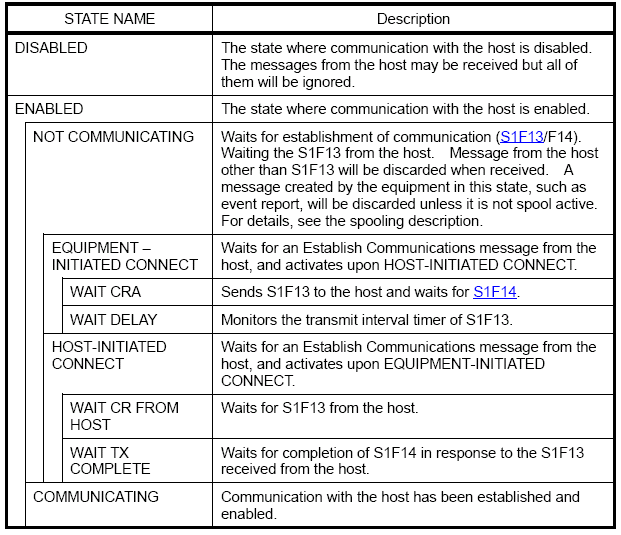 STATE NAME Description
DISABLED The state where communication with the host is disabled.
The messages from the host may be received but all of
them will be ignored.
ENABLED The state where communication with the host is enabled.
NOT COMMUNICATING Waits for establishment of communication (S1F13/F14).
Waiting the S1F13 from the host. Message from the host
other than S1F13 will be discarded when received. A
message created by the equipment in this state, such as
event report, will be discarded unless it is not spool active.
For details, see the spooling description.
EQUIPMENT – Waits for an Establish Communications message from the
INITIATED CONNECT host, and activates upon HOST-INITIATED CONNECT.
WAIT CRA Sends S1F13 to the host and waits for S1F14.
WAIT DELAY Monitors the transmit interval timer of S1F13.
HOST-INITIATED Waits for an Establish Communications message from the
CONNECT host, and activates upon EQUIPMENT-INITIATED
CONNECT.
WAIT CR FROM Waits for S1F13 from the host.
HOST
WAIT TX Waits for completion of S1F14 in response to the S1F13
COMPLETE received from the host.
COMMUNICATING Communication with the host has been established and
enabled.